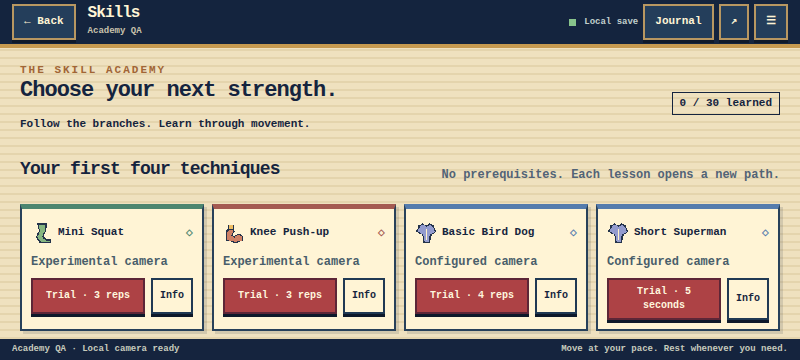 ← Back
Skills
Academy QA
Local save
Journal
↗
☰
THE SKILL ACADEMY
Choose your next strength.
Follow the branches. Learn through movement.
0 / 30 learned
Your first four techniques
No prerequisites. Each lesson opens a new path.
Mini Squat
Experimental camera
Trial · 3 reps
Info
Knee Push-up
Experimental camera
Trial · 3 reps
Info
Basic Bird Dog
Configured camera
Trial · 4 reps
Info
Short Superman
Configured camera
Trial · 5
seconds
Info
Academy QA · Local camera ready
Move at your pace. Rest whenever you need.